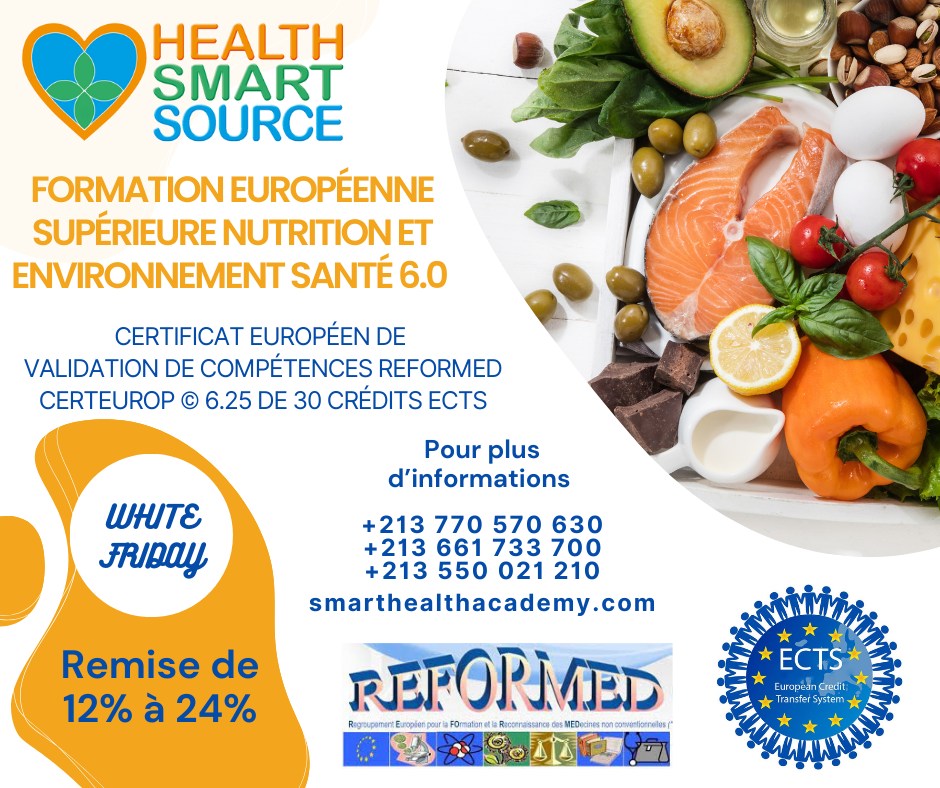 HEALTH
SMART
SOURCE
FORMATION EUROPÉENNE
SUPÉRIEURE NUTRITION ET
ENVIRONNEMENT SANTÉ 6.0
CERTIFICAT EUROPÉEN DE
VALIDATION DE COMPÉTENCES REFORMED
CERTEUROP © 6.25 DE 30 CRÉDITS ECTS
Pour plus
d’informations
+213 770 570 630
+213 661 733 700
+213 550 021 210
smarthealthacademy.com
WHITE
FRIDAY
Remise de
12% à 24%
REFORMED
Regroupement Européen pour la FOrmation et la Reconnaissance des MEDecines non conventionnelles ("
ECTS
European Credit
Transfer System